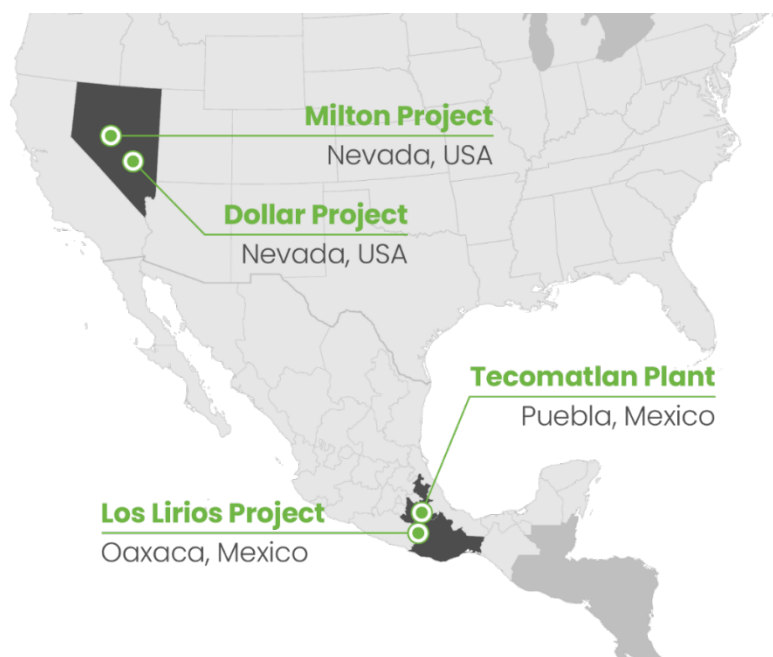 Milton Project
Nevada, USA
Dollar Project
Nevada, USA
Tecomatlan Plant
Puebla, Mexico
Los Lirios Project
Oaxaca, Mexico